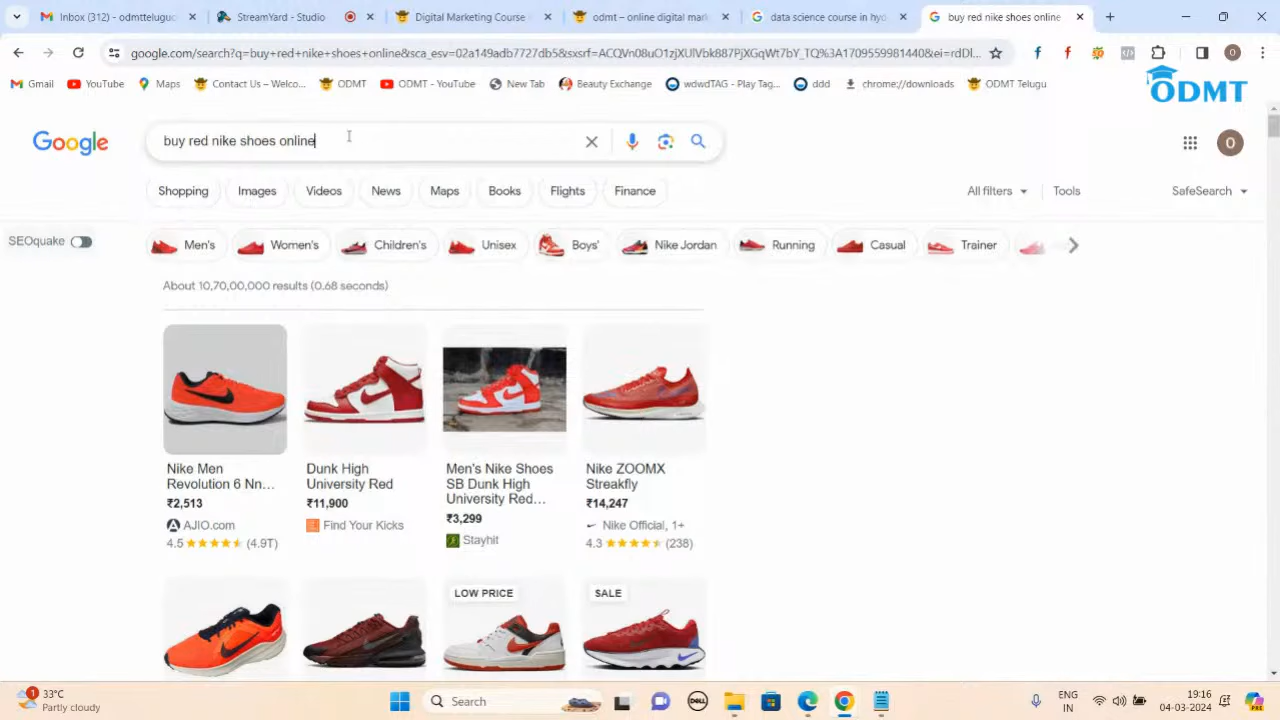 Inbox (312) - odmtteluguc
StreamYard - Studio
Digital Marketing Course
odmt – online digital mark
data science course in hyd
buy red nike shoes online
google.com/search?q=buy+red+nike+shoes+online&sca_esv=02a149adb7727db5&sxsrf=ACQVn08uO1zjXUlVbk887PjXGqWt7bY_TQ%3A1709559981440&ei=rdDl...
O
Gmail
YouTube
Maps
Contact Us – Welco...
ODMT
ODMT - YouTube
New Tab
Beauty Exchange
wdwdTAG - Play Tag...
ddd
chrome://downloads
ODMT Telugu
ODMT
Google
buy red nike shoes online
O
Shopping
Images
Videos
News
Maps
Books
Flights
Finance
All filters
Tools
SafeSearch
SEOquake
Men's
Women's
Children's
Unisex
Boys'
Nike Jordan
Running
Casual
Trainer
About 10,70,00,000 results (0.68 seconds)
Nike Men
Revolution 6 Nn...
₹2,513
AJIO.com
4.5 (4.9T)
Dunk High
University Red
₹11,900
Find Your Kicks
Men's Nike Shoes
SB Dunk High
University Red...
₹3,299
Stayhit
Nike ZOOMX
Streakfly
₹14,247
Nike Official, 1+
4.3 (238)
LOW PRICE
SALE
1
33°C
Partly cloudy
Search
DELL
ENG
IN
19:16
04-03-2024